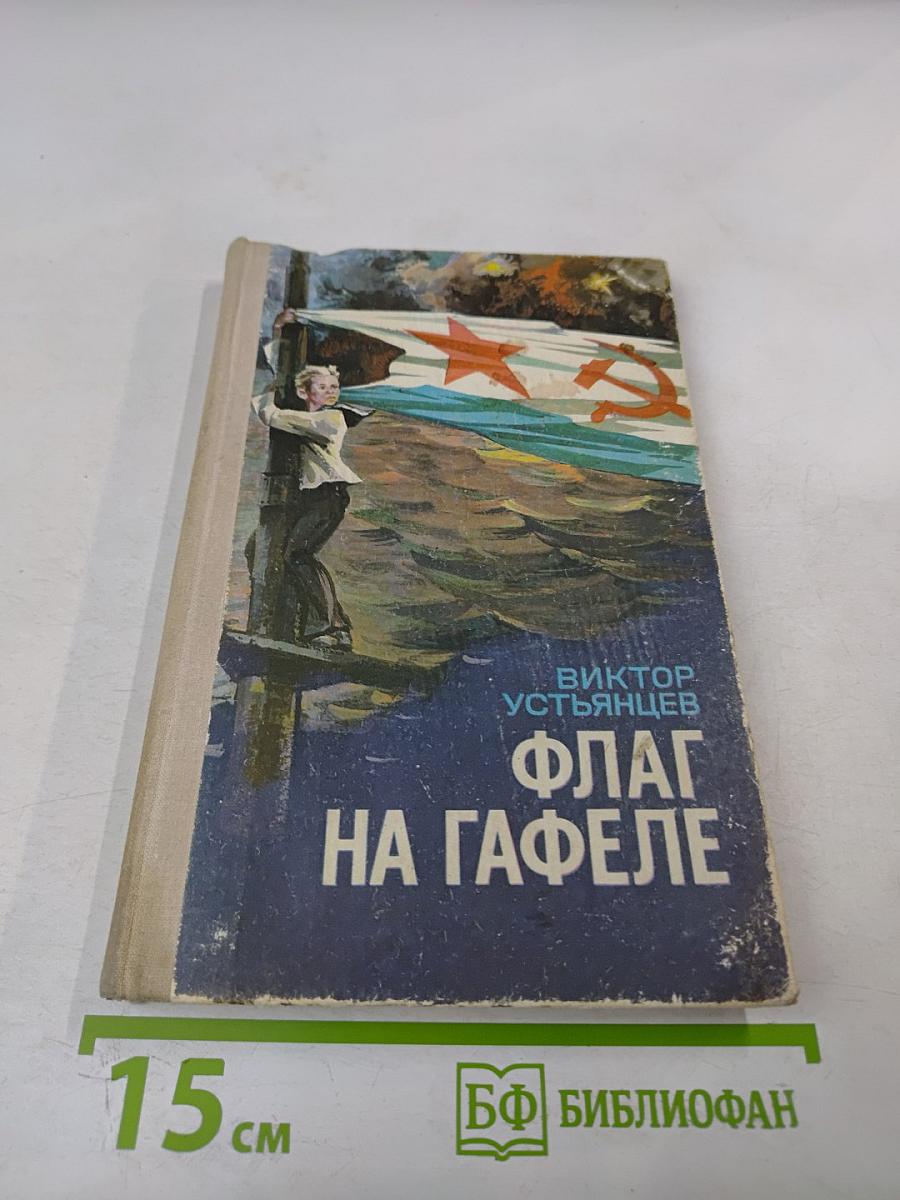 ВИКТОР
УСТЬЯНЦЕВ
ФЛАГ
НА ГАФЕЛЕ
15 см
БФ БИБЛИОФАН